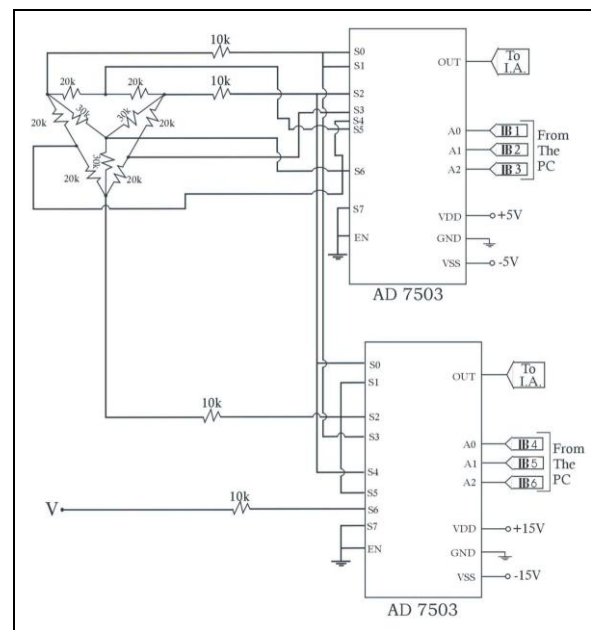 10k
20k
20k
10k
20k
30k
30k
20k
30k
20k
20k
S0
S1
S2
S3
S4
S5
S6
S7
EN
OUT
To
I.A.
A0
IB 1
From
A1
IB 2
The
A2
IB 3
PC
VDD
+5V
GND
VSS
-5V
AD 7503
10k
V
10k
S0
S1
S2
S3
S4
S5
S6
S7
EN
OUT
To
I.A.
A0
IB 4
From
A1
IB 5
The
A2
IB 6
PC
VDD
+15V
GND
VSS
-15V
AD 7503